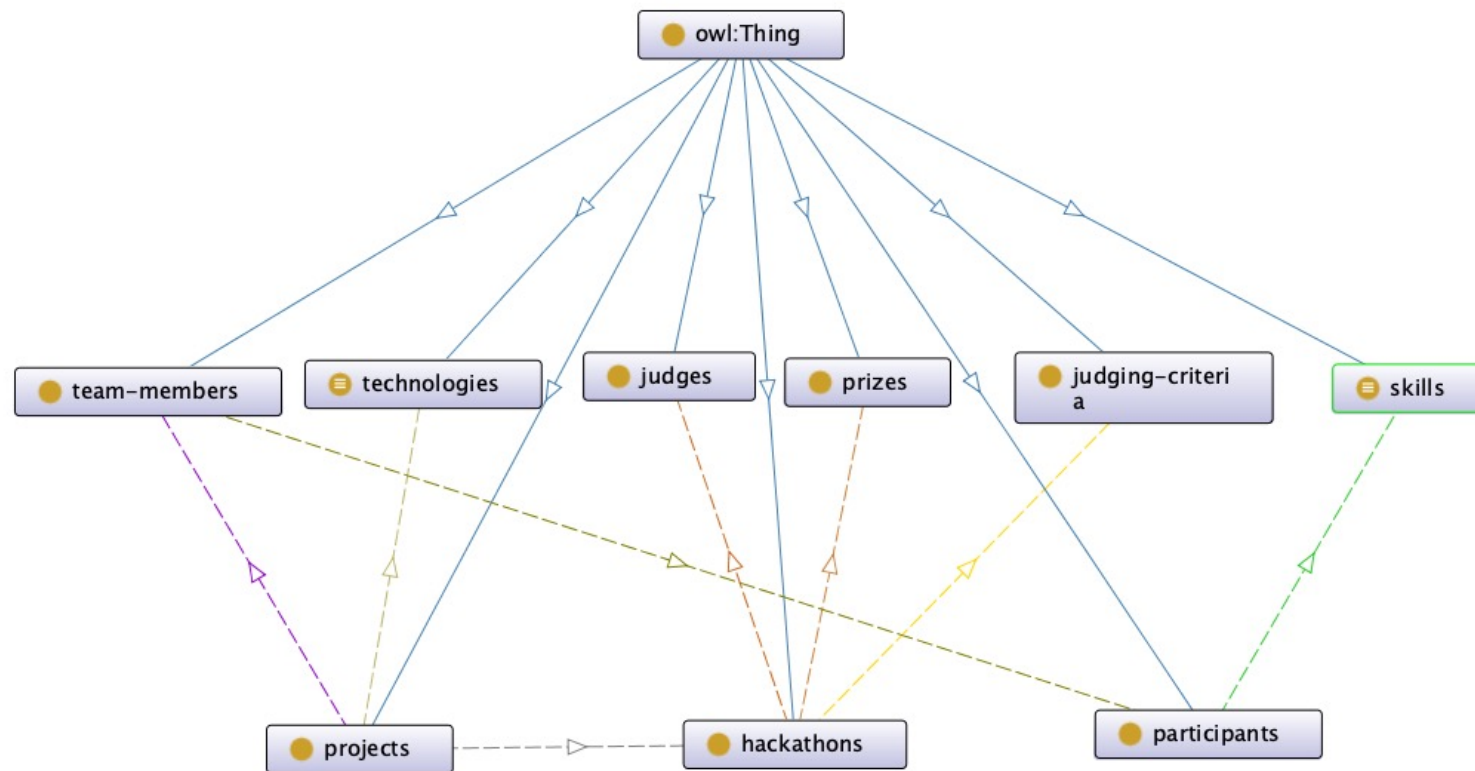 owl:Thing
team-members
technologies
judges
prizes
judging-criteri
a
skills
projects
hackathons
participants